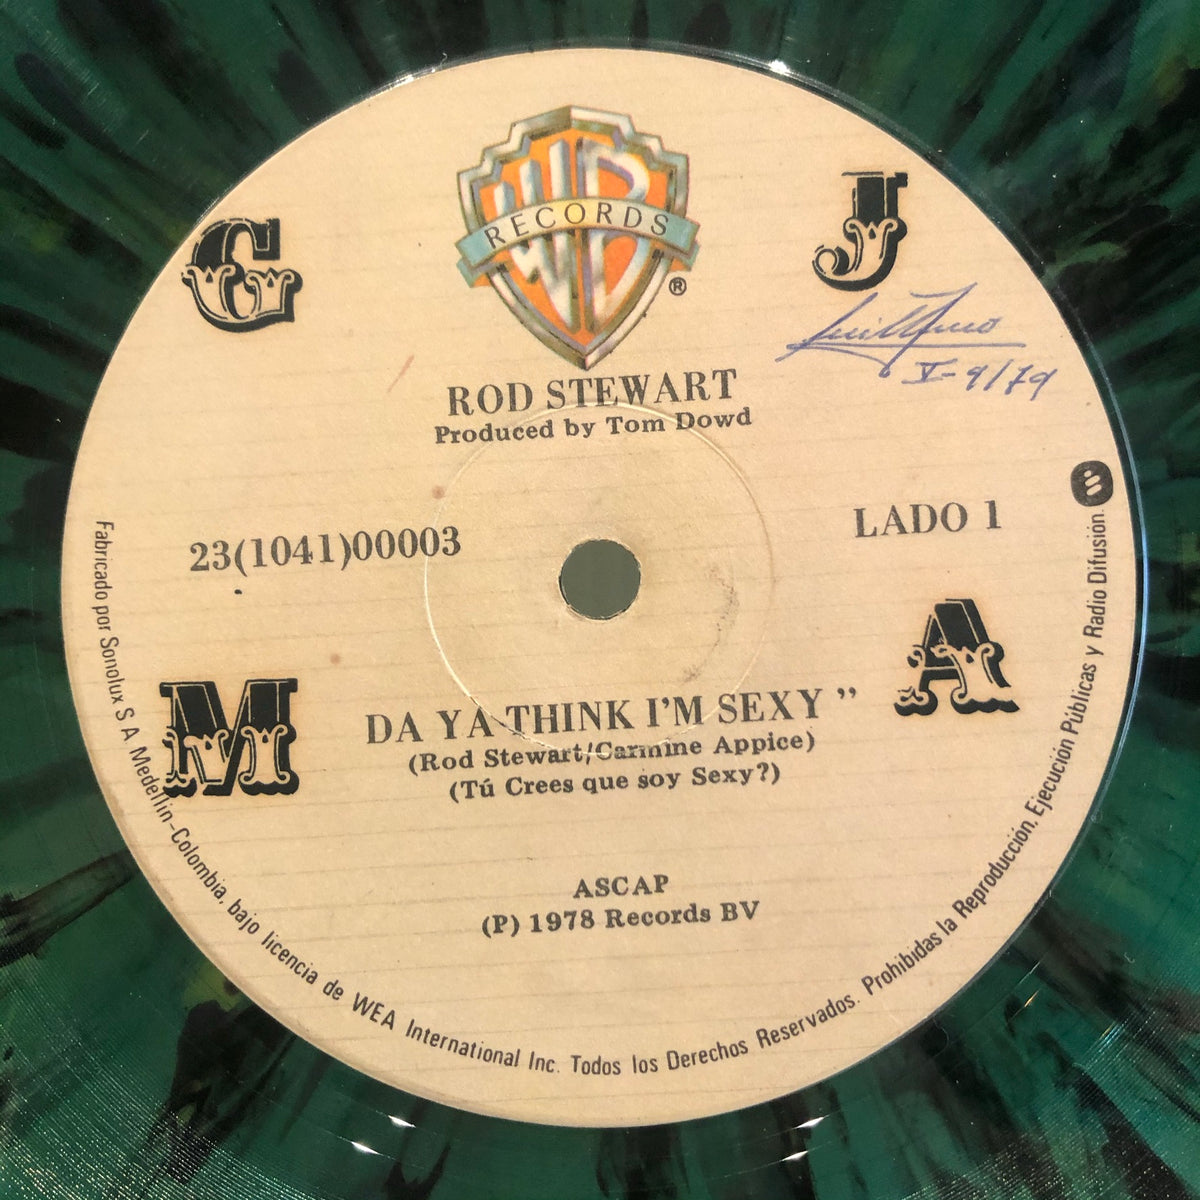 WB
RECORDS
®
G
J
V-9/79
ROD STEWART
Produced by Tom Dowd
23(1041)00003
LADO 1
M
A
DA YA THINK I'M SEXY ”
(Rod Stewart/Carmine Appice)
(Tú Crees que soy Sexy?)
ASCAP
(P) 1978 Records BV
Fabricado por Sonolux S A Medellin-Colombia, bajo licencia de WEA International Inc. Todos los Derechos Reservados. Prohibidas la Reproducción, Ejecución Públicas y Radio Difusión.